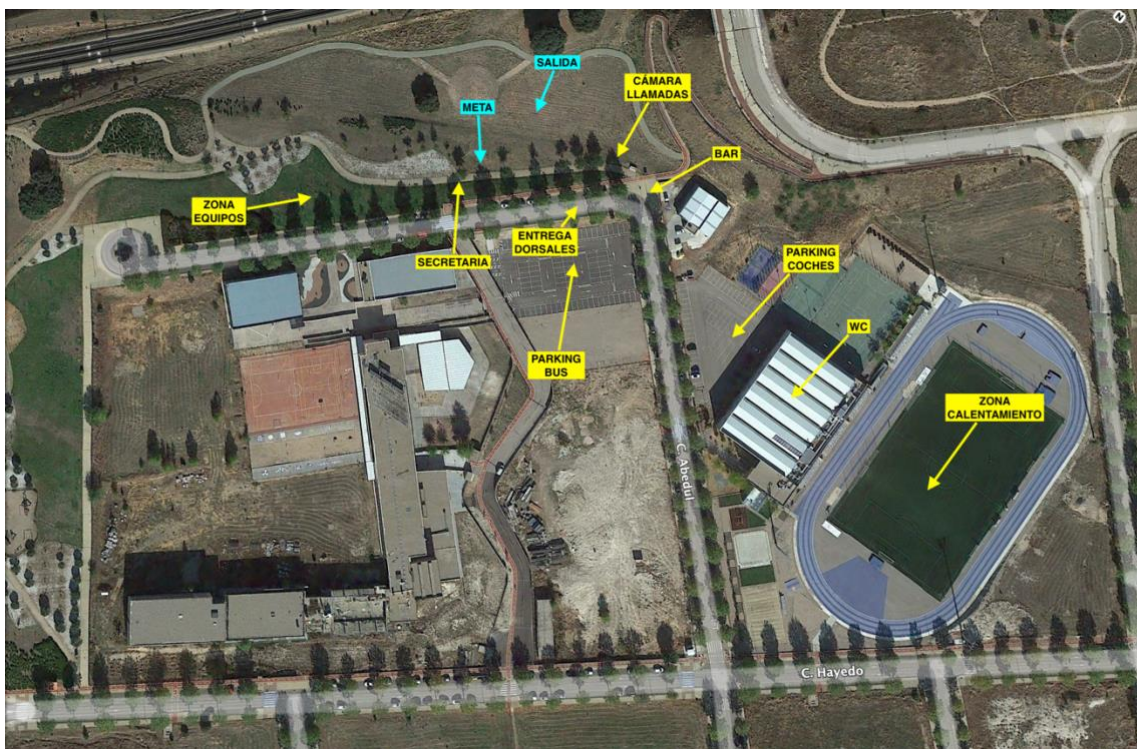 SALIDA
CÁMARA
LLAMADAS
META
BAR
ZONA
EQUIPOS
ENTREGA
DORSALES
SECRETARIA
PARKING
COCHES
WC
PARKING
BUS
ZONA
CALENTAMIENTO
C. Abedul
C. Hayedo